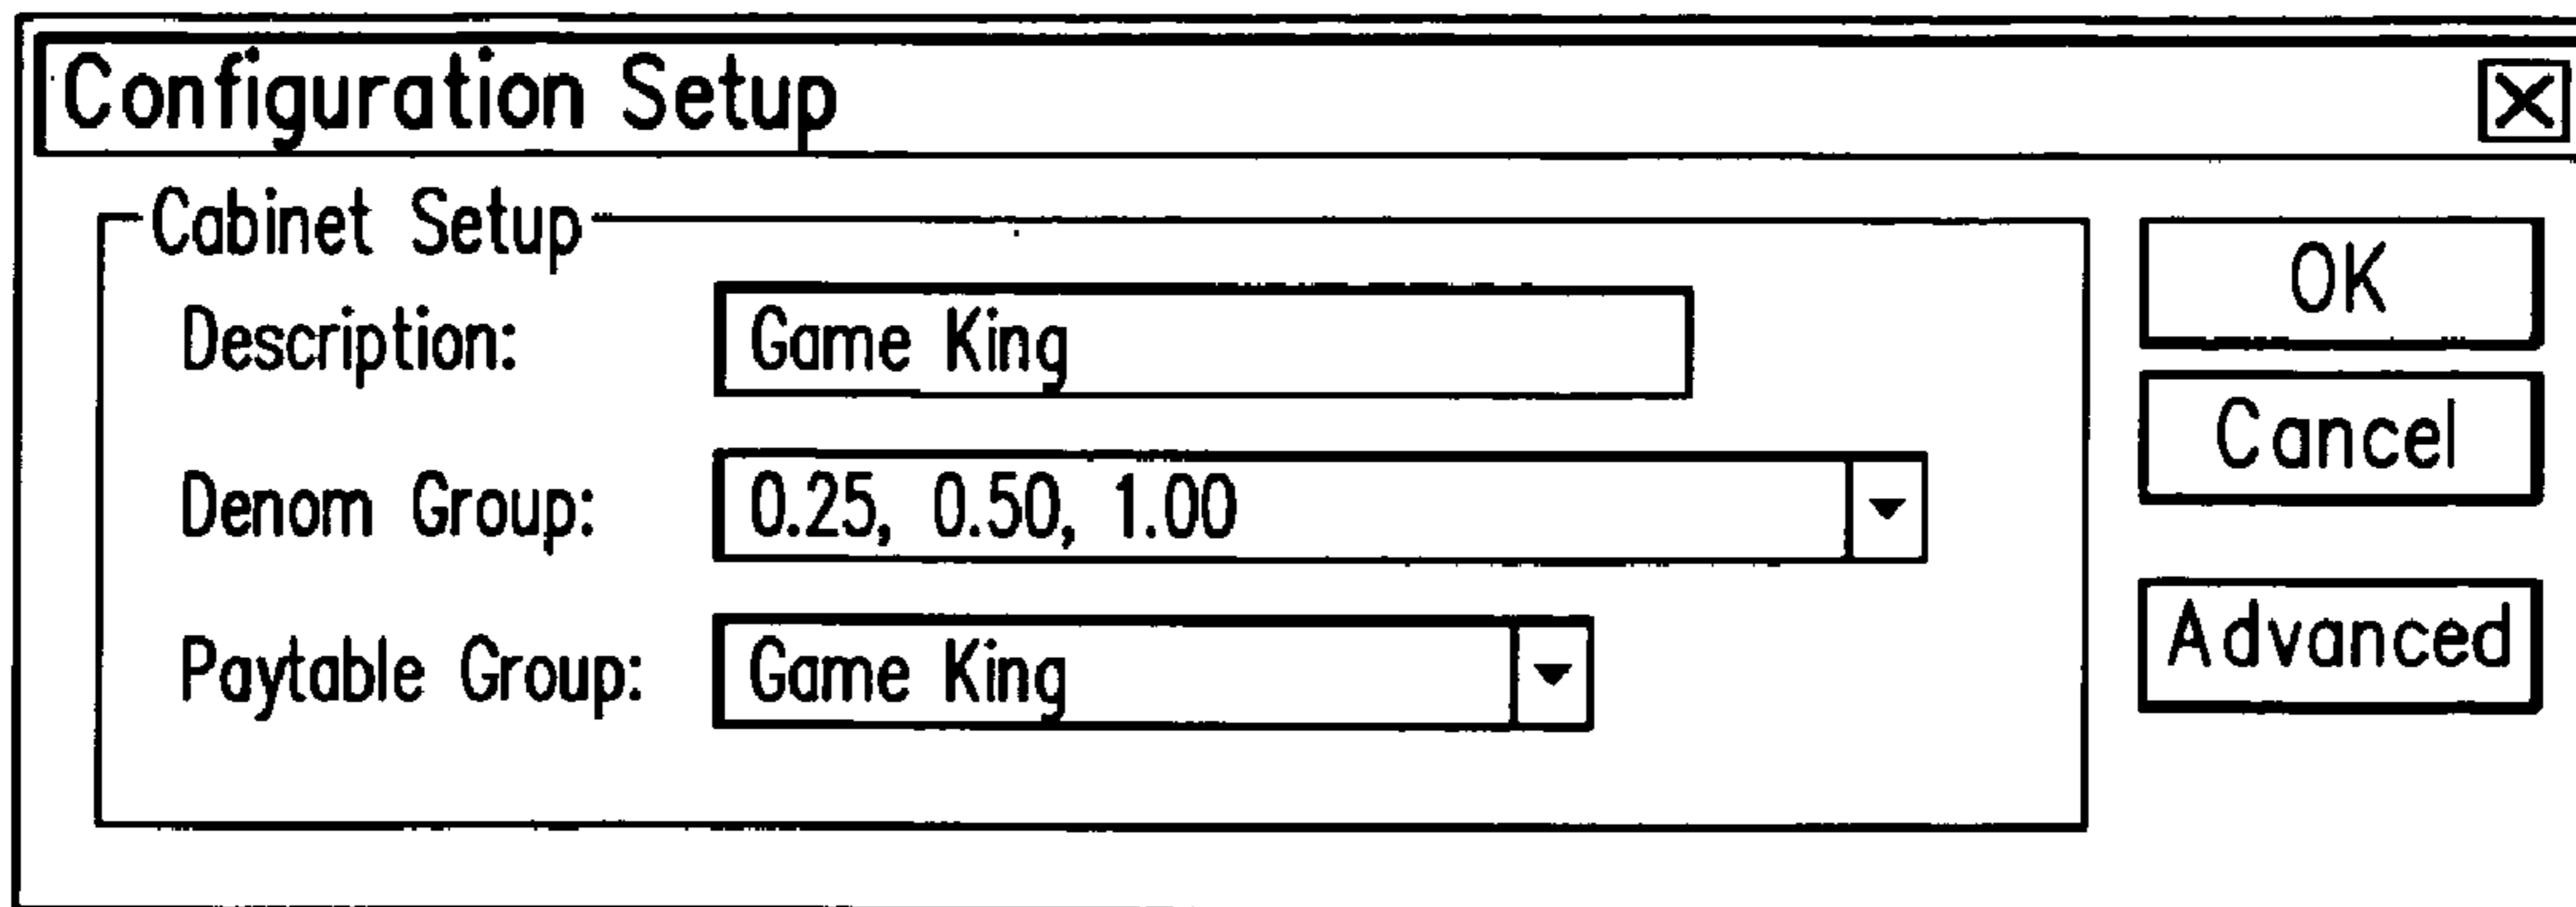 Configuration Setup
Cabinet Setup
Description: Game King
Denom Group: 0.25, 0.50, 1.00
Paytable Group: Game King
OK
Cancel
Advanced